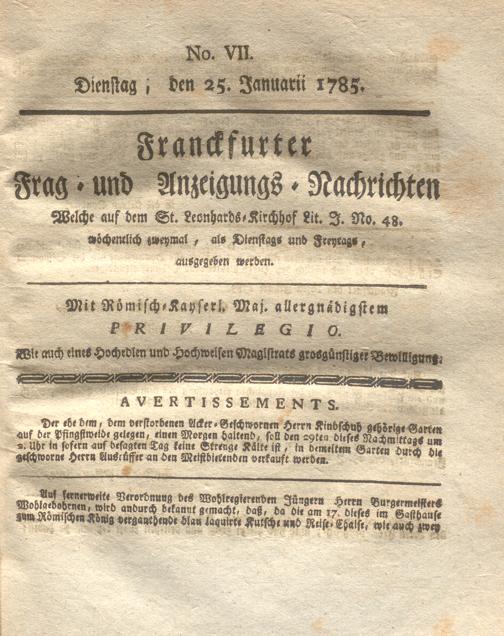 No. VII.
Dienstag, den 25. Januarii 1785.
Franckfurter
Frag- und Anzeigungs-Nachrichten
Welche auf dem St. Leonhards-Kirchhof Lit. J. No. 48.
wöchentlich zweymal, als Dienstags und Freytags,
ausgegeben werden.
Mit Römisch-Kayserl. Maj. allergnädigstem
PRIVILEGIO.
Wie auch eines Hochedlen und Hochweisen Magistrats grosgünstiger Bewilligung.
AVERTISSEMENTS.
Der ehe dem, dem verstorbenen Acker-Geschwornen Herrn Kindschuh gehörige Garten
auf der Pfingstweide gelegen, einen Morgen haltend, soll den 29ten dieses Nachmittags um
2. Uhr in sofern auf besagten Tag keine Strenge Kälte ist, in bemeltem Garten durch die
geschworne Herrn Ausrüffer an den Meistbietenden verkauft werden.
Auf fernerweite Verordnung des Wohlregierenden Jüngern Herrn Burgermeisters
Wohlgebohrnen, wird andurch bekannt gemacht, daß, da die am 17. dieses im Gasthause
zum Römischen König verganthende blau laquirte Kutsche und Reise-Chaise, wie auch zwey